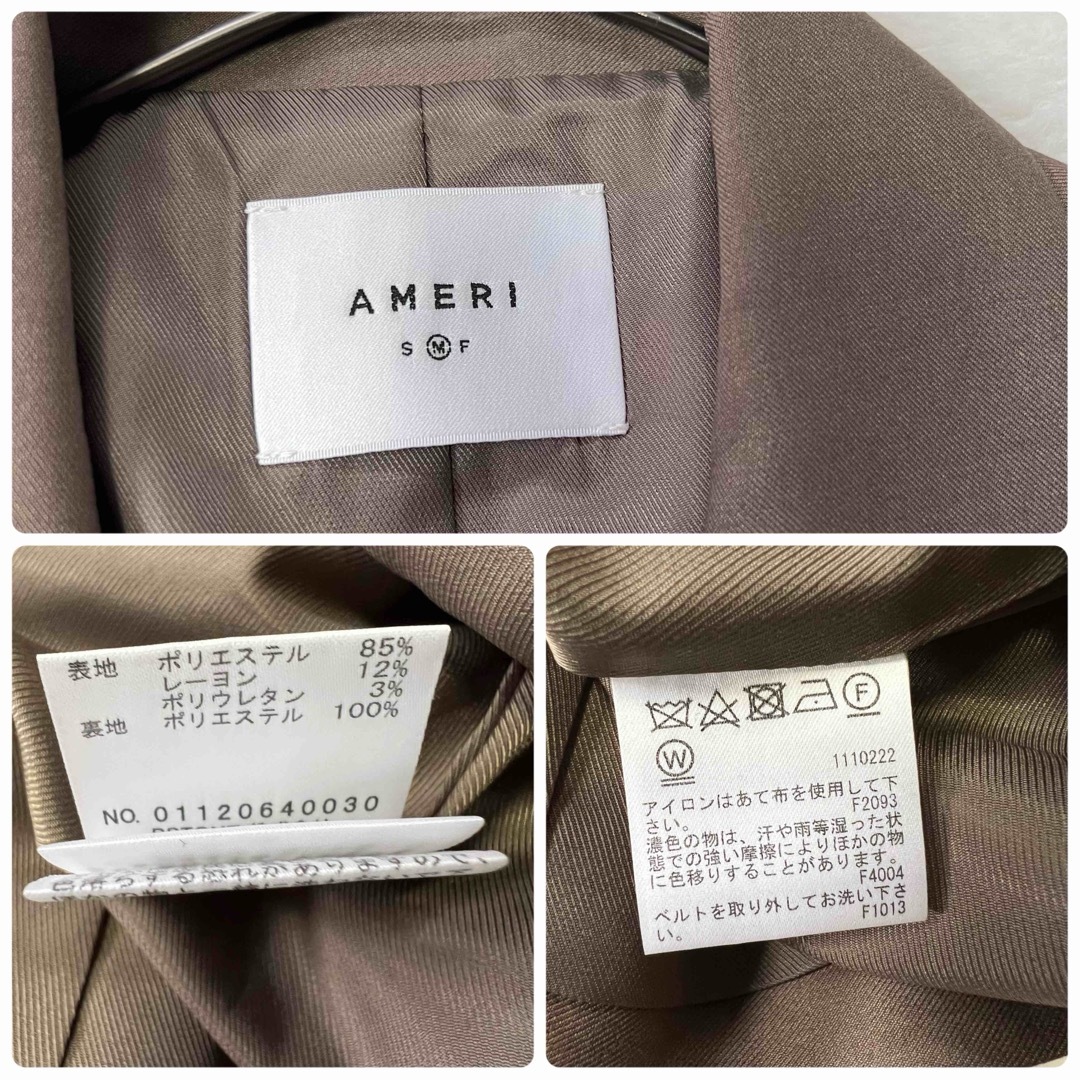 AMERI
S M F
表地 ポリエステル 85%
レーヨン 12%
ポリウレタン 3%
裏地 ポリエステル 100%
NO. 01120640030
F
W
1110222
アイロンはあて布を使用して下
さい。 F2093
濃色の物は、汗や雨等湿った状
態での強い摩擦によりほかの物
に色移りすることがあります。
F4004
ベルトを取り外してお洗い下さ
い。 F1013